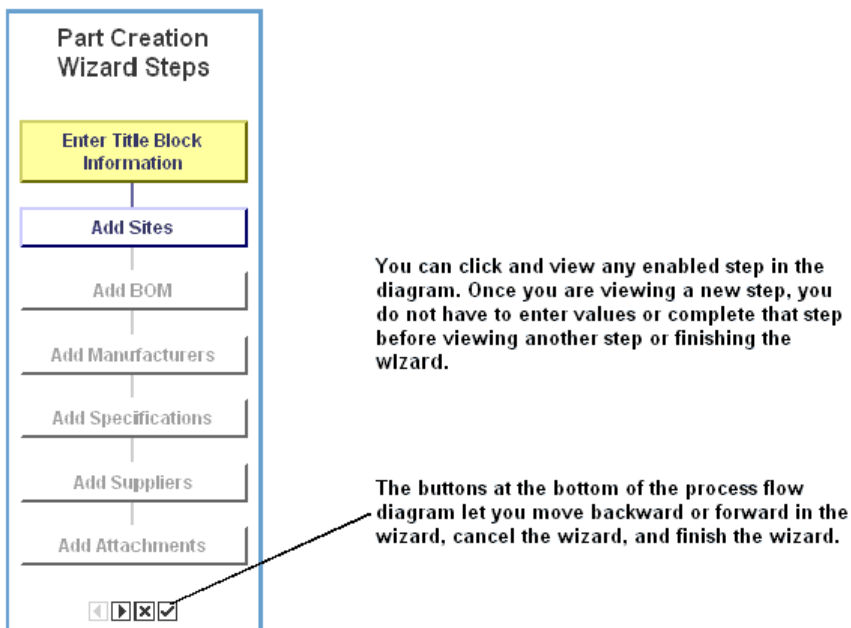 Part Creation
Wizard Steps
Enter Title Block
Information
Add Sites
Add BOM
Add Manufacturers
Add Specifications
Add Suppliers
Add Attachments
You can click and view any enabled step in the
diagram. Once you are viewing a new step, you
do not have to enter values or complete that step
before viewing another step or finishing the
wizard.
The buttons at the bottom of the process flow
diagram let you move backward or forward in the
wizard, cancel the wizard, and finish the wizard.